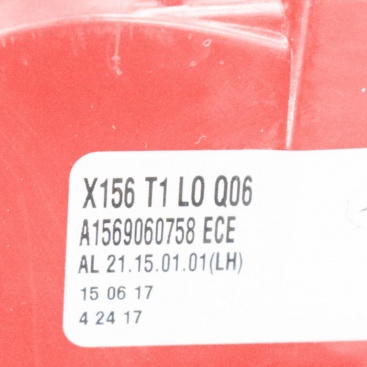 X156 T1 LO Q06
A1569060758 ECE
AL 21.15.01.01(LH)
15 06 17
4 24 17